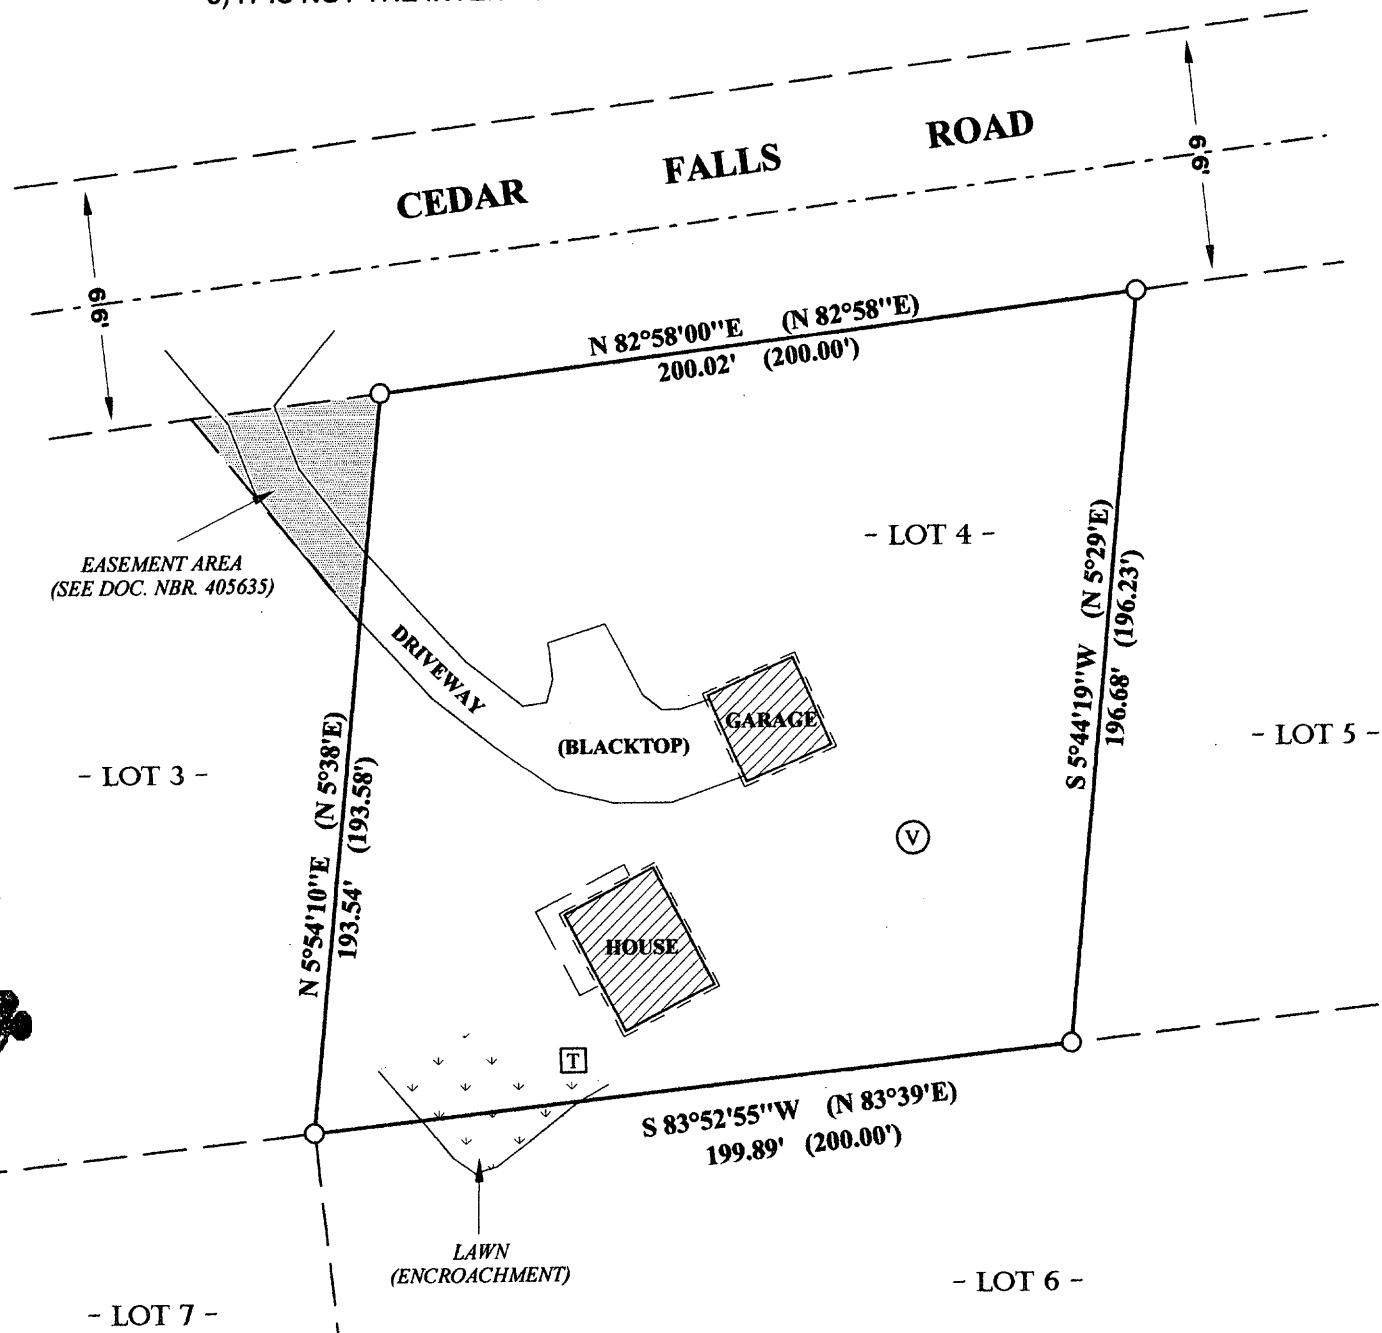 CEDAR FALLS ROAD
66'
66'
N 82°58'00"E (N 82°58"E)
200.02' (200.00')
EASEMENT AREA
(SEE DOC. NBR. 405635)
- LOT 4 -
DRIVEWAY
(BLACKTOP)
GARAGE
N 5°54'10"E (N 5°38'E)
193.54' (193.58')
S 5°44'19"W (N 5°29'E)
196.68' (196.23')
- LOT 3 -
- LOT 5 -
V
HOUSE
T
S 83°52'55"W (N 83°39'E)
199.89' (200.00')
LAWN
(ENCROACHMENT)
- LOT 6 -
- LOT 7 -